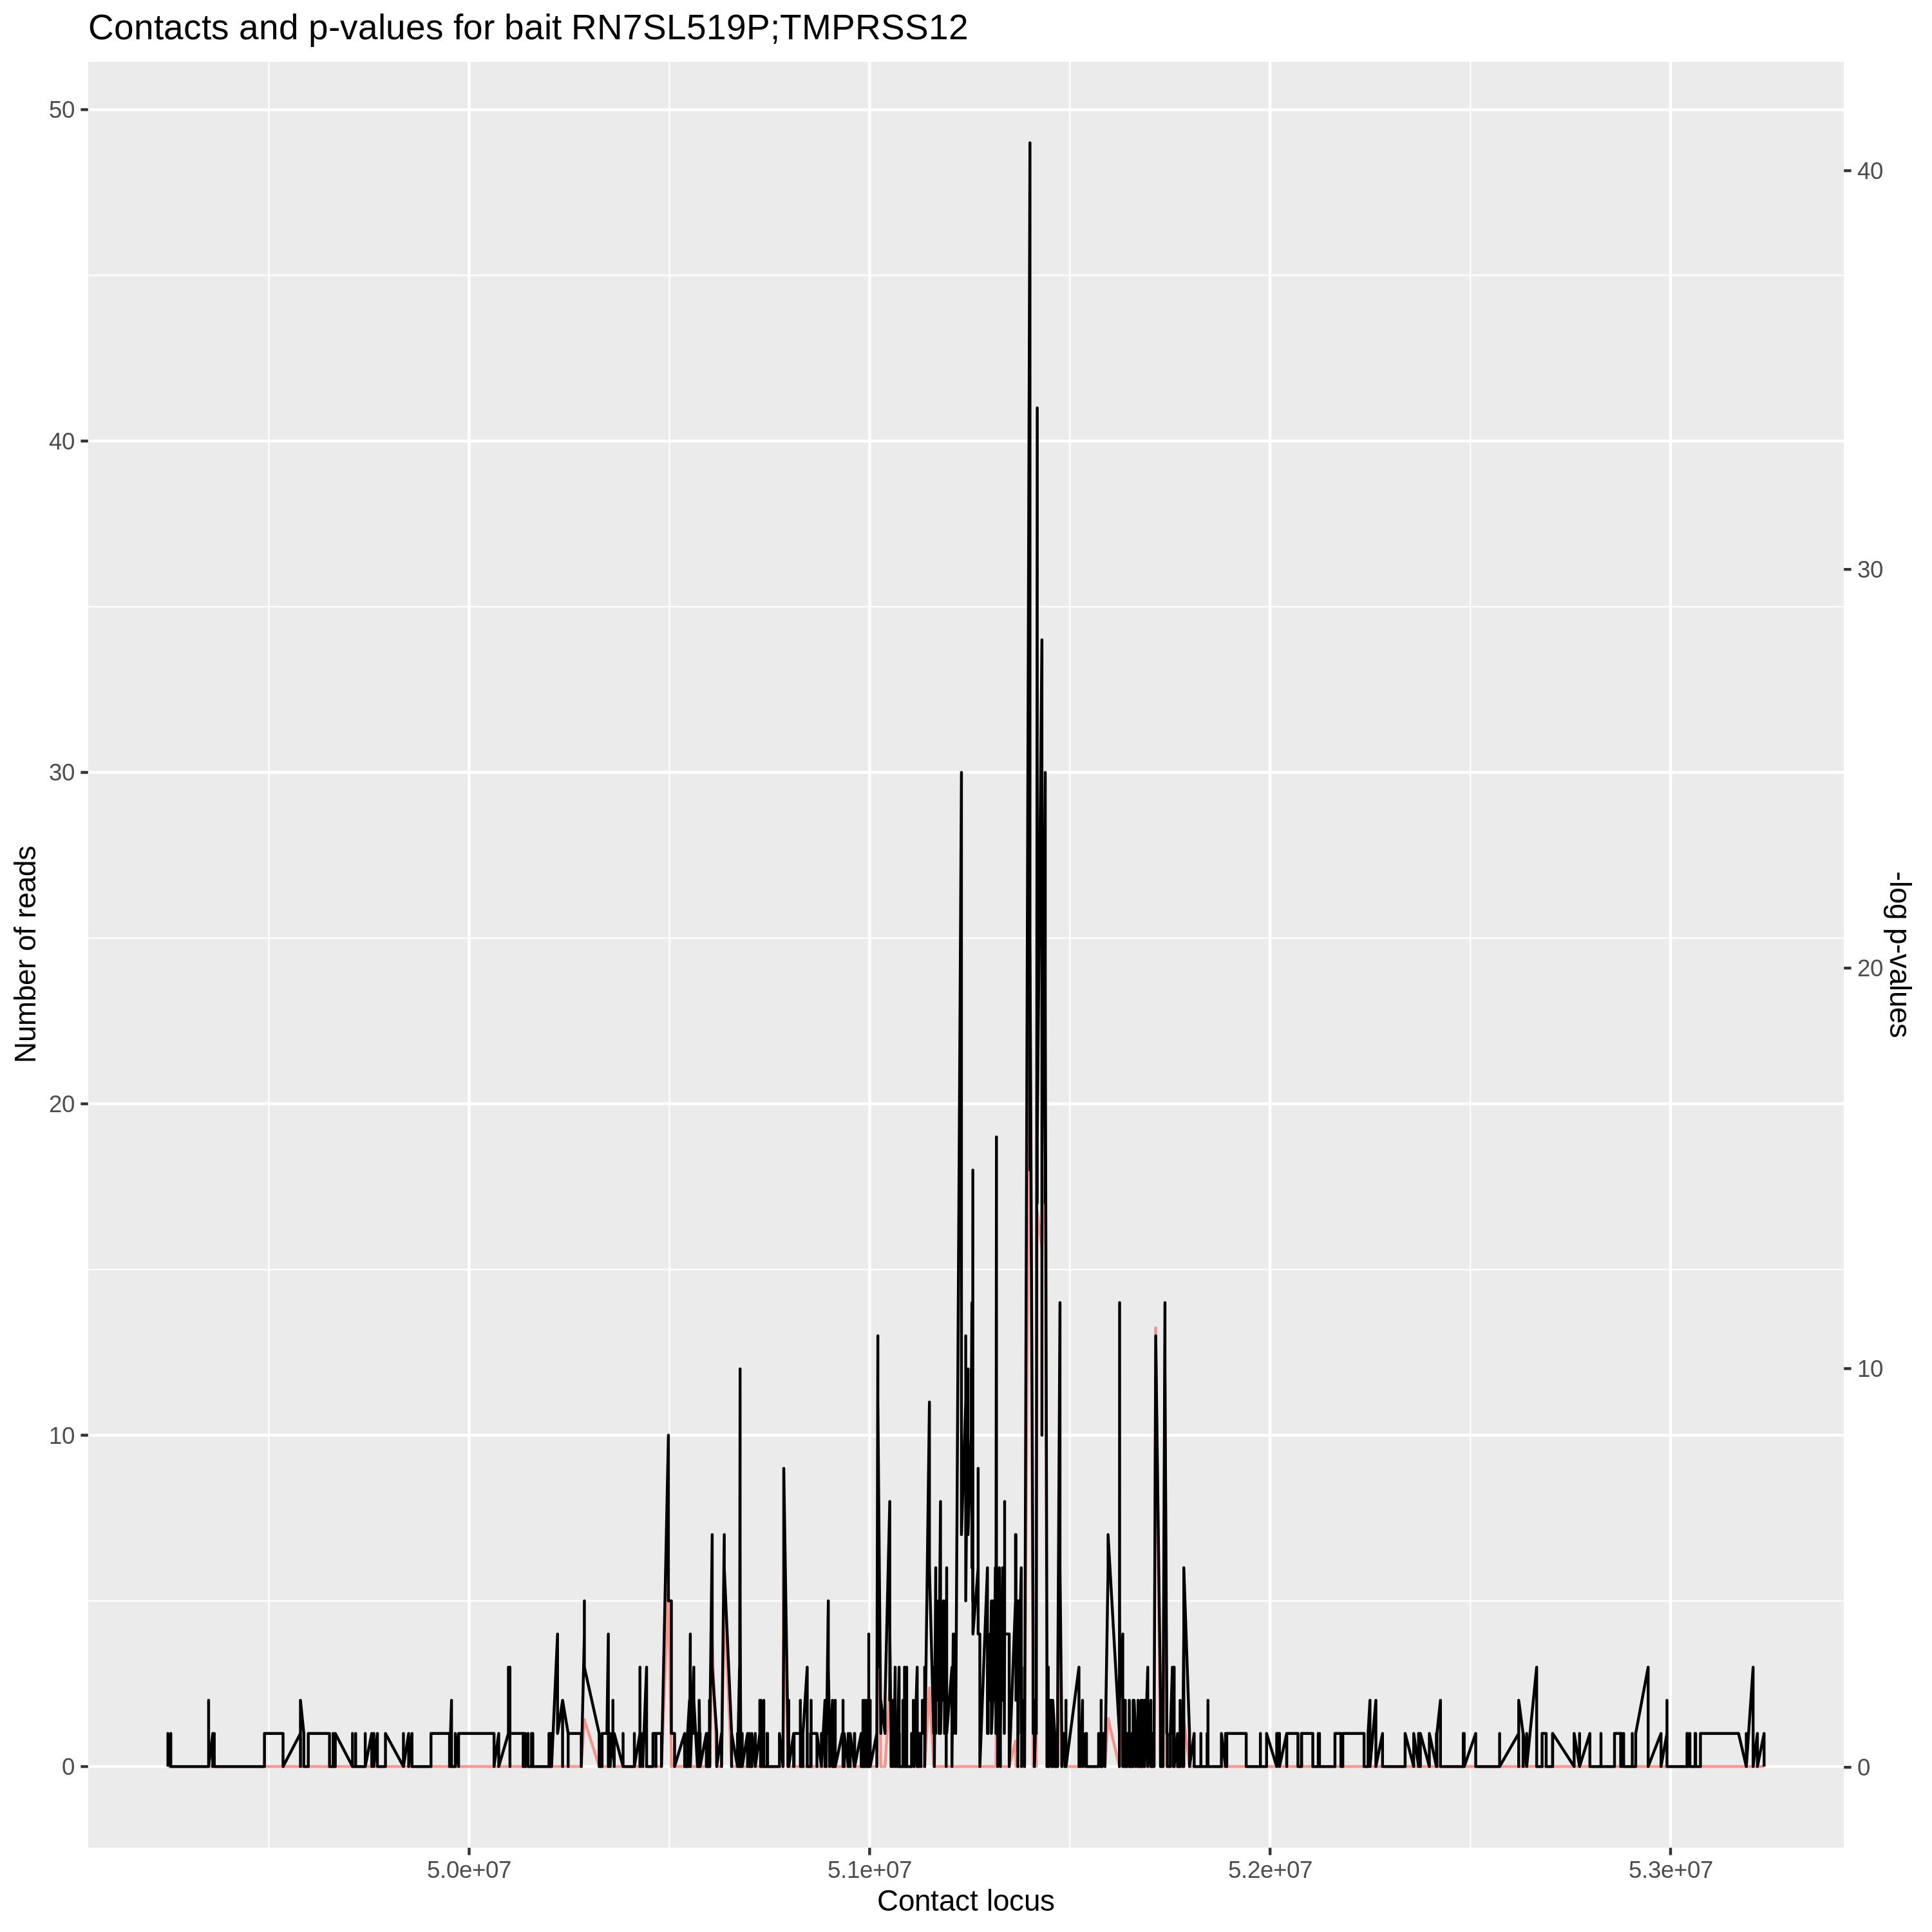 Contacts and p-values for bait RN7SL519P;TMPRSS12
50
40
30
20
10
0
Number of reads
40
30
20
10
0
-log p-values
5.0e+07 5.1e+07 5.2e+07 5.3e+07
Contact locus